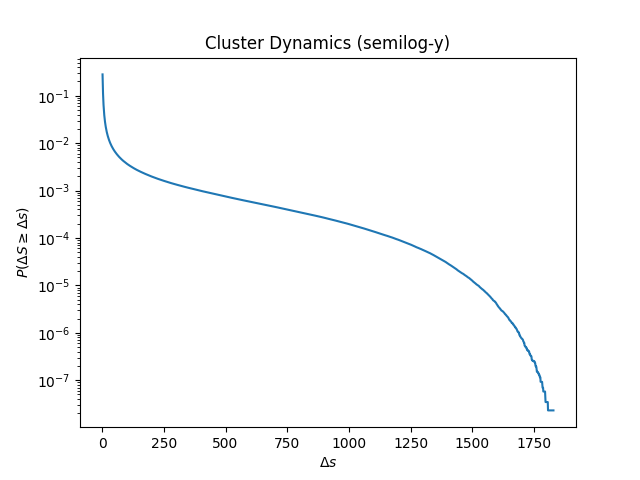 Cluster Dynamics (semilog-y)
P(ΔS ≥ Δs)
10⁻¹
10⁻²
10⁻³
10⁻⁴
10⁻⁵
10⁻⁶
10⁻⁷
0 250 500 750 1000 1250 1500 1750
Δs